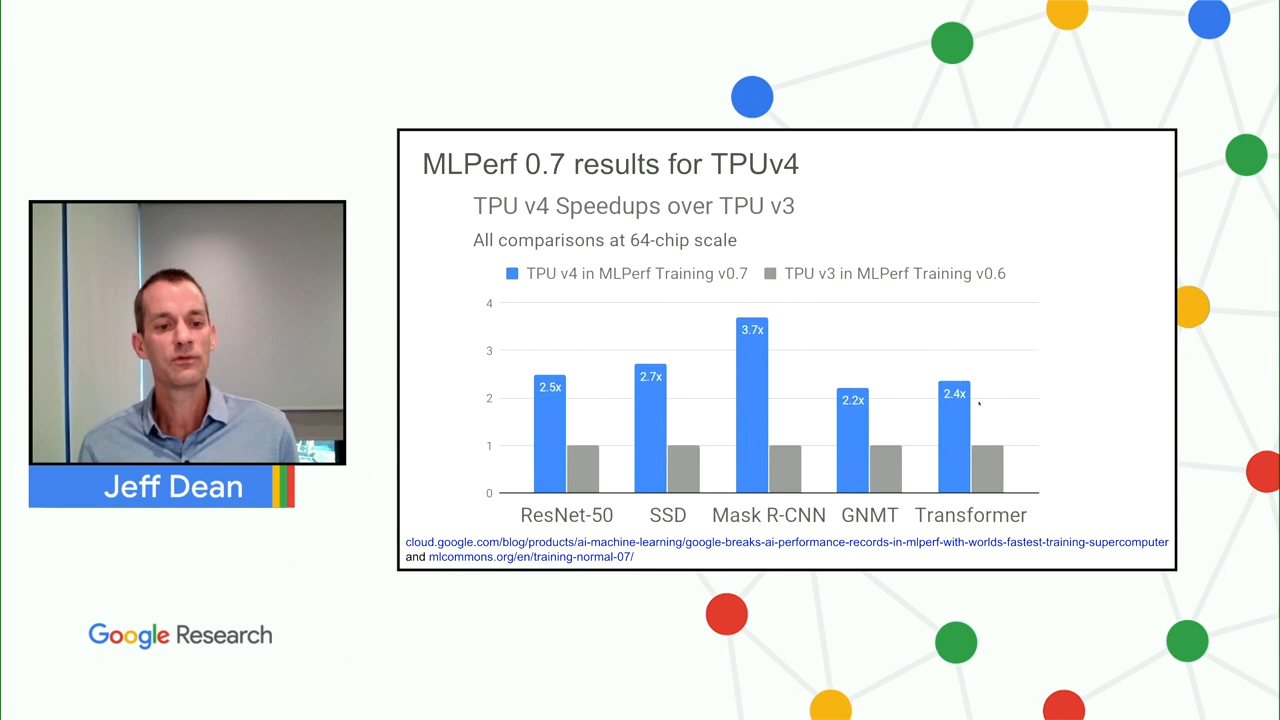 MLPerf 0.7 results for TPUv4
TPU v4 Speedups over TPU v3
All comparisons at 64-chip scale
TPU v4 in MLPerf Training v0.7 TPU v3 in MLPerf Training v0.6
4
3
2
1
0
2.5x
2.7x
3.7x
2.2x
2.4x
ResNet-50 SSD Mask R-CNN GNMT Transformer
cloud.google.com/blog/products/ai-machine-learning/google-breaks-ai-performance-records-in-mlperf-with-worlds-fastest-training-supercomputer
and mlcommons.org/en/training-normal-07/
Jeff Dean
Google Research